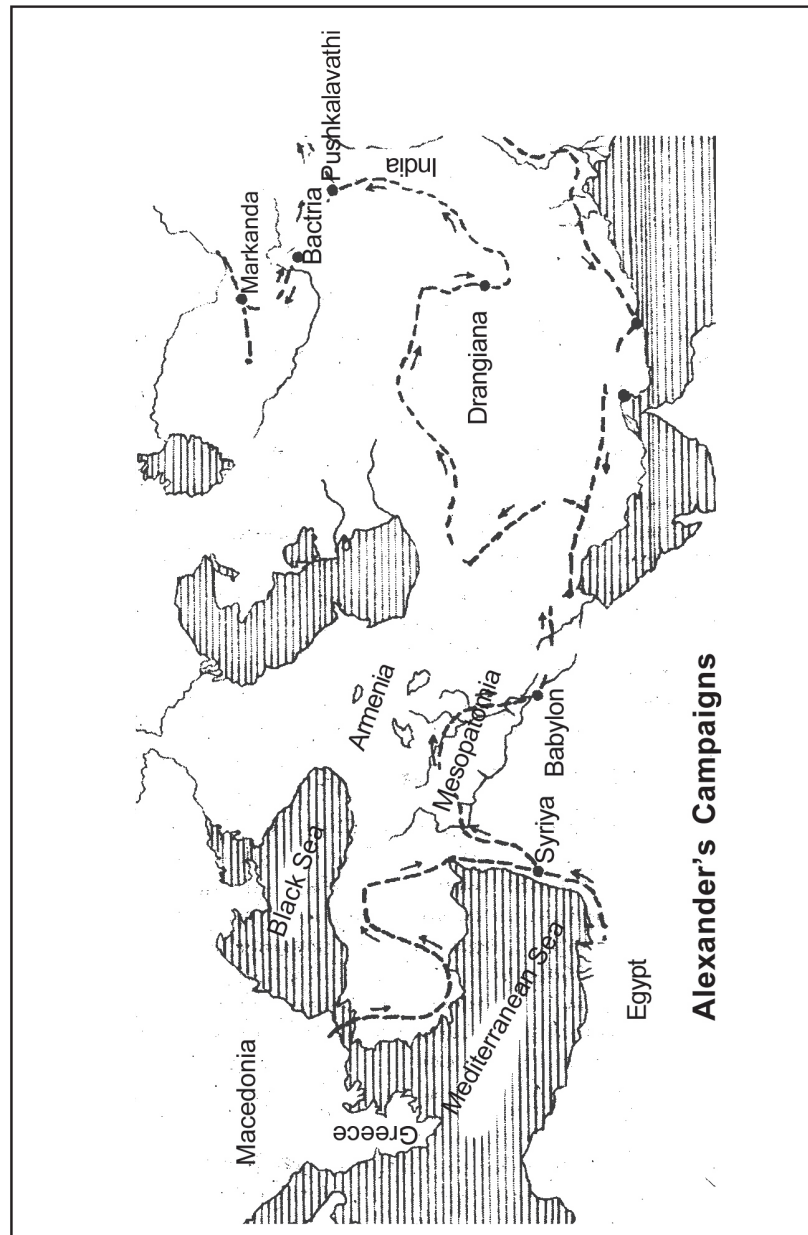 Macedonia
Greece
Black Sea
Mediterranean Sea
Egypt
Armenia
Syriya
Mesopatomia
Babylon
Drangiana
Markanda
Bactria
Pushkalavathi
India
Alexander's Campaigns